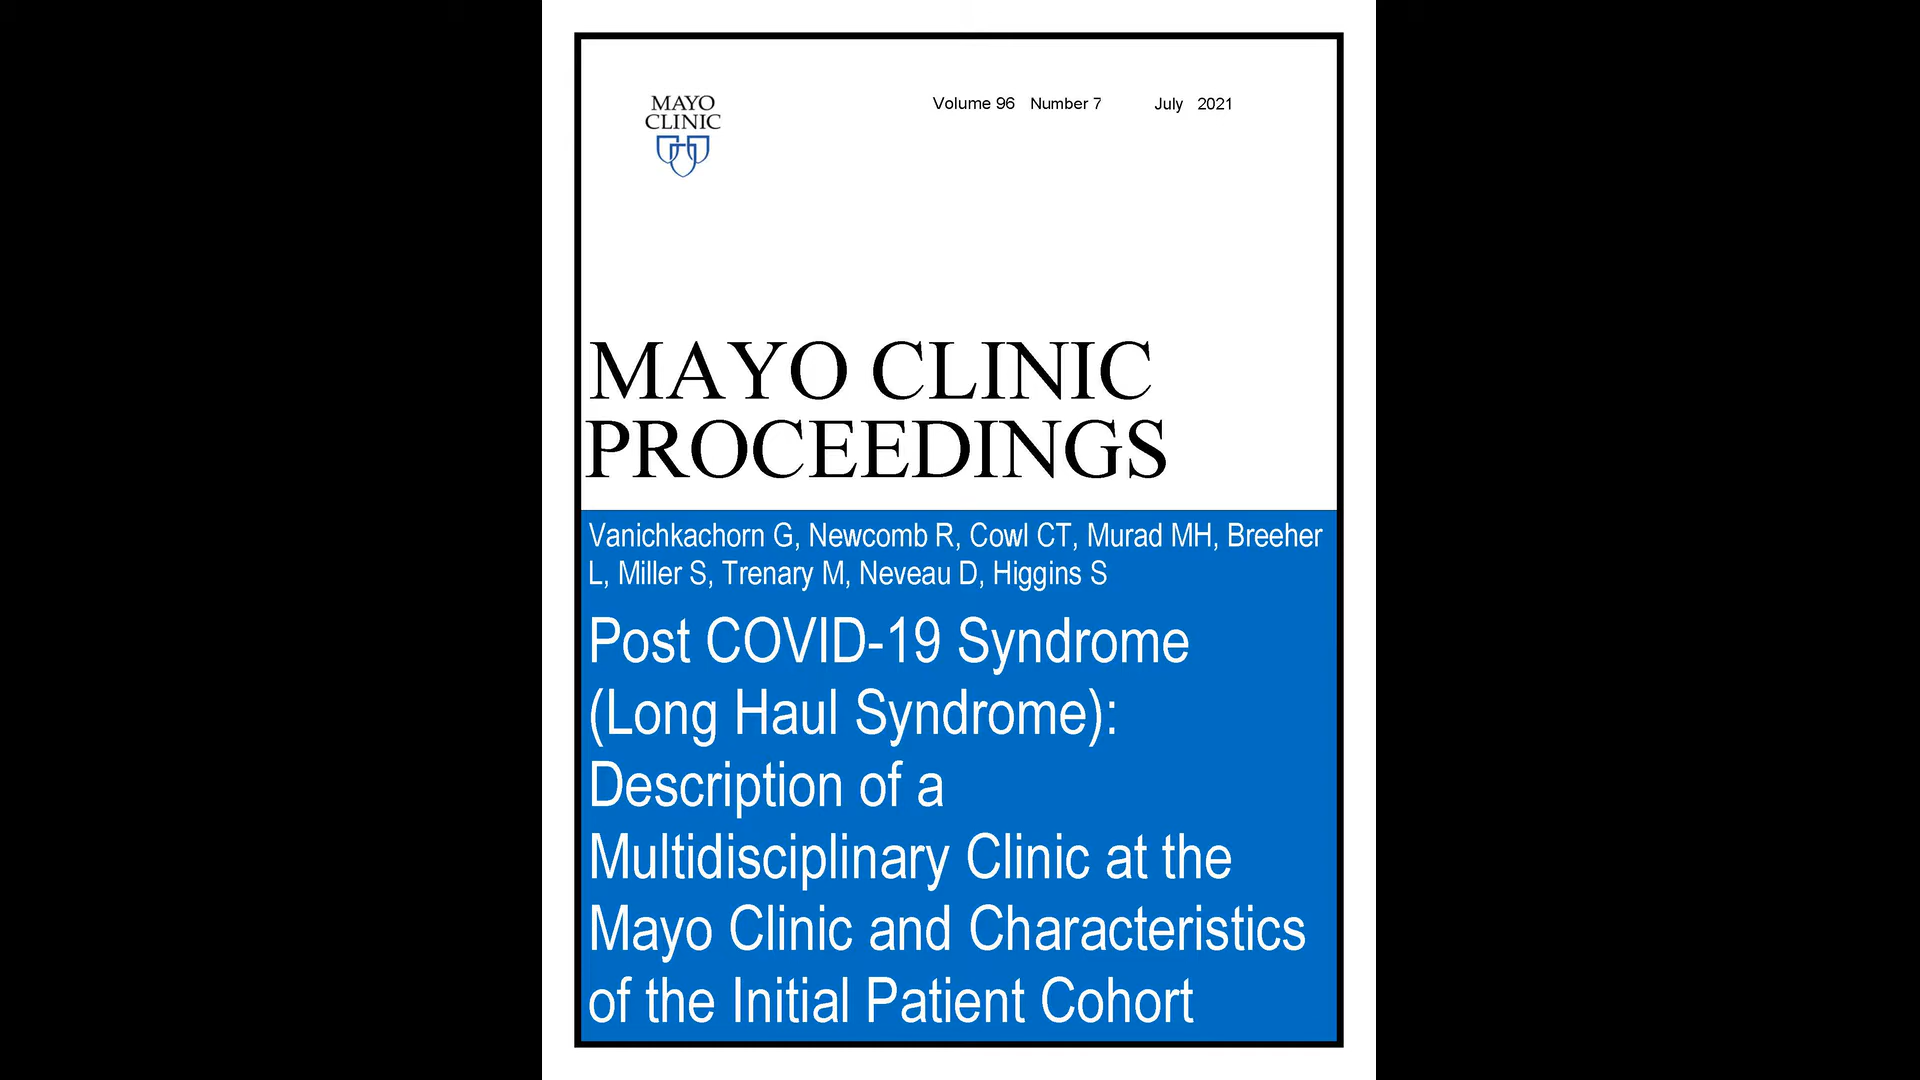 MAYO
CLINIC
Volume 96 Number 7 July 2021
MAYO CLINIC
PROCEEDINGS
Vanichkachorn G, Newcomb R, Cowl CT, Murad MH, Breeher
L, Miller S, Trenary M, Neveau D, Higgins S
Post COVID-19 Syndrome
(Long Haul Syndrome):
Description of a
Multidisciplinary Clinic at the
Mayo Clinic and Characteristics
of the Initial Patient Cohort